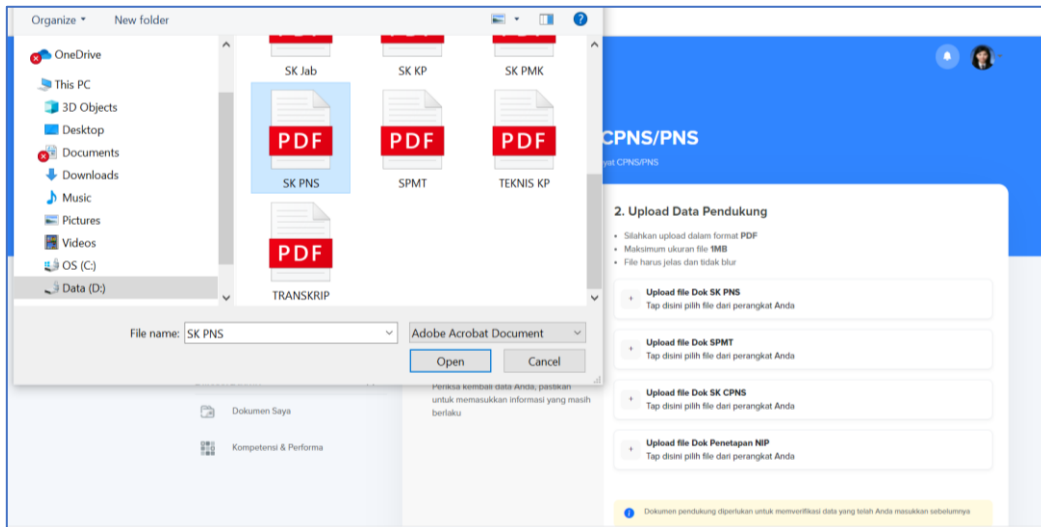 Organize
New folder
?
OneDrive
This PC
3D Objects
Desktop
Documents
Downloads
Music
Pictures
Videos
OS (C:)
Data (D:)
SK Jab
SK KP
SK PMK
PDF
PDF
PDF
SK PNS
SPMT
TEKNIS KP
PDF
TRANSKRIP
File name:
SK PNS
Adobe Acrobat Document
Open
Cancel
CPNS/PNS
yat CPNS/PNS
2. Upload Data Pendukung
• Silahkan upload dalam format PDF
• Maksimum ukuran file 1MB
• File harus jelas dan tidak blur
+ Upload file Dok SK PNS
Tap disini pilih file dari perangkat Anda
+ Upload file Dok SPMT
Tap disini pilih file dari perangkat Anda
+ Upload file Dok SK CPNS
Tap disini pilih file dari perangkat Anda
+ Upload file Dok Penetapan NIP
Tap disini pilih file dari perangkat Anda
Dokumen pendukung diperlukan untuk memverifikasi data yang telah Anda masukkan sebelumnya
Periksa kembali data Anda, pastikan
untuk memasukkan informasi yang masih
berlaku
Dokumen Saya
Kompetensi & Performa